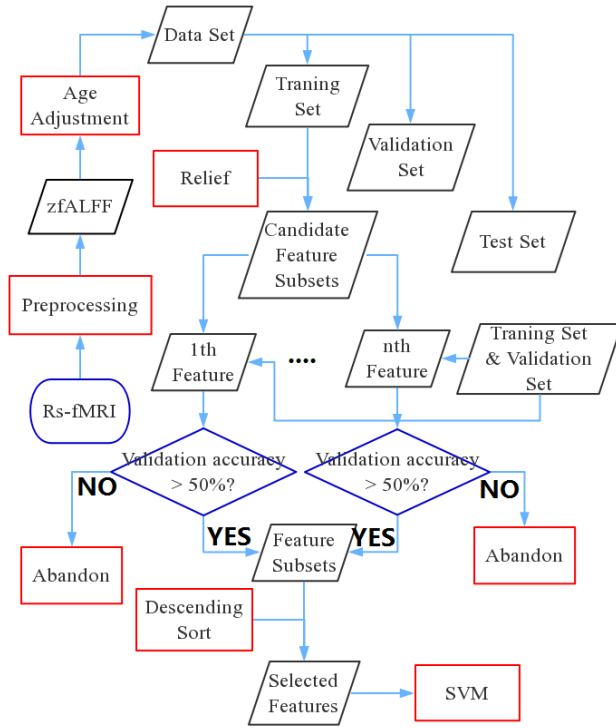 Data Set
Traning
Set
Age
Adjustment
Validation
Set
Relief
zfALFF
Candidate
Feature
Subsets
Test Set
Preprocessing
1th
Feature
....
nth
Feature
Traning Set
& Validation
Set
Rs-fMRI
Validation accuracy
> 50%?
Validation accuracy
> 50%?
NO
NO
YES
YES
Feature
Subsets
Abandon
Abandon
Descending
Sort
Selected
Features
SVM